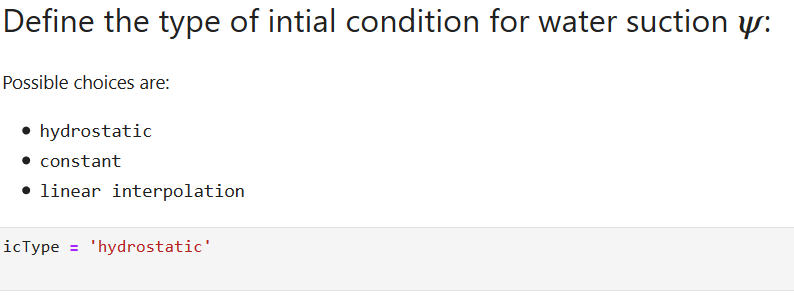 Define the type of intial condition for water suction ψ:
Possible choices are:
• hydrostatic
• constant
• linear interpolation
icType = 'hydrostatic'